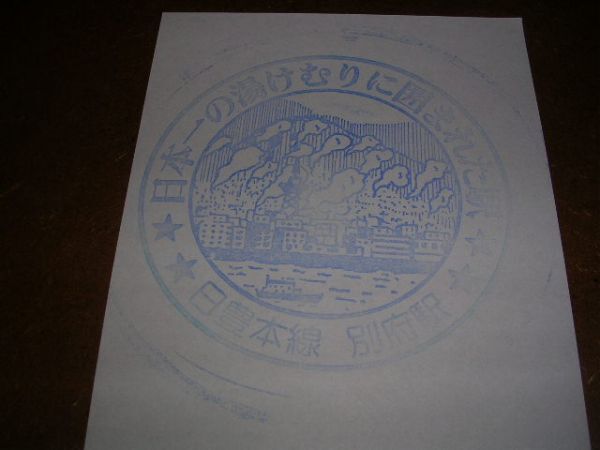 日本一の湯けむりに囲まれた駅
日豊本線 別府駅